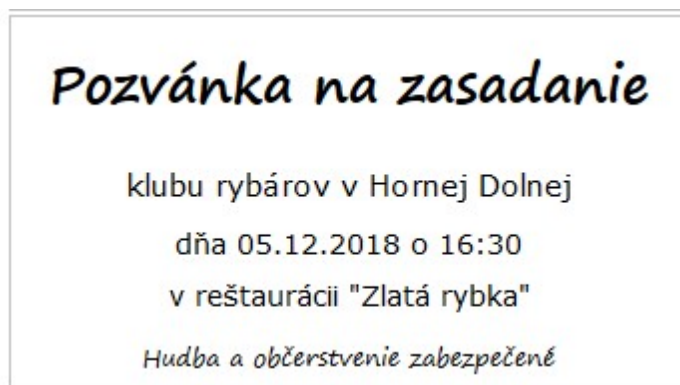 Pozvánka na zasadanie
klubu rybárov v Hornej Dolnej
dňa 05.12.2018 o 16:30
v reštaurácii "Zlatá rybka"
Hudba a občerstvenie zabezpečené